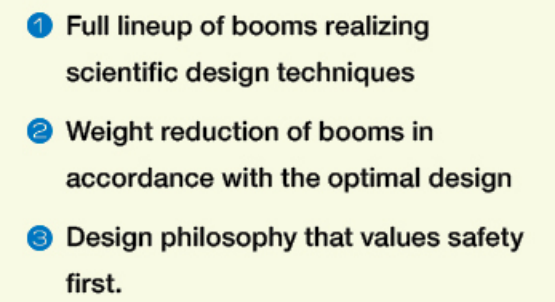 1 Full lineup of booms realizing
scientific design techniques
2 Weight reduction of booms in
accordance with the optimal design
3 Design philosophy that values safety
first.